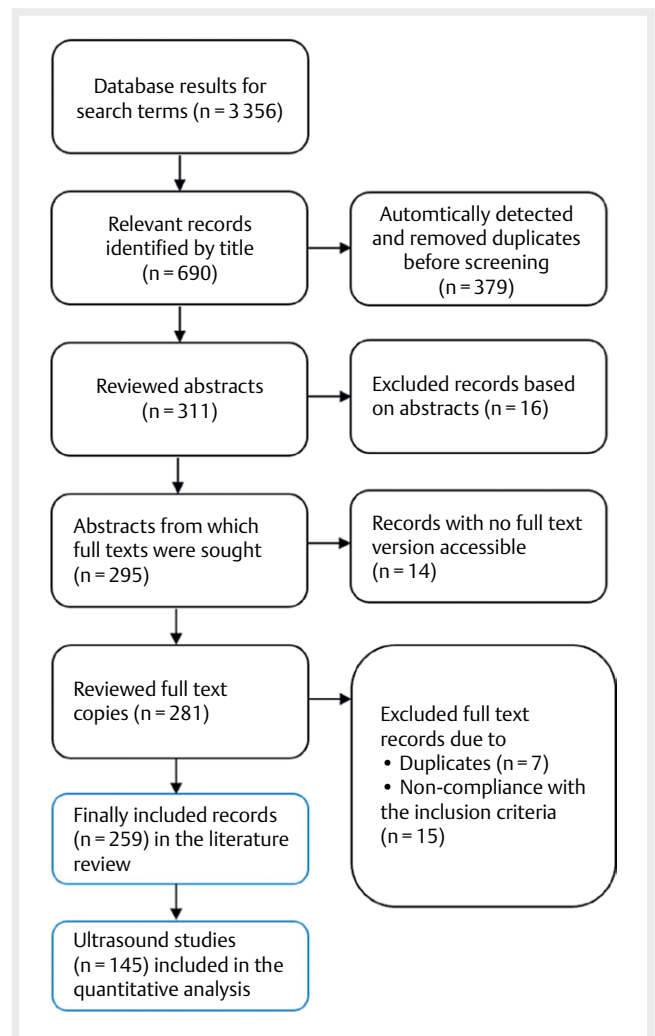 Database results for
search terms (n = 3 356)
Relevant records
identified by title
(n = 690)
Automtically detected
and removed duplicates
before screening
(n = 379)
Reviewed abstracts
(n = 311)
Excluded records based
on abstracts (n = 16)
Abstracts from which
full texts were sought
(n = 295)
Records with no full text
version accessible
(n = 14)
Reviewed full text
copies (n = 281)
Excluded full text
records due to
• Duplicates (n = 7)
• Non-compliance with
the inclusion criteria
(n = 15)
Finally included records
(n = 259) in the literature
review
Ultrasound studies
(n = 145) included in the
quantitative analysis